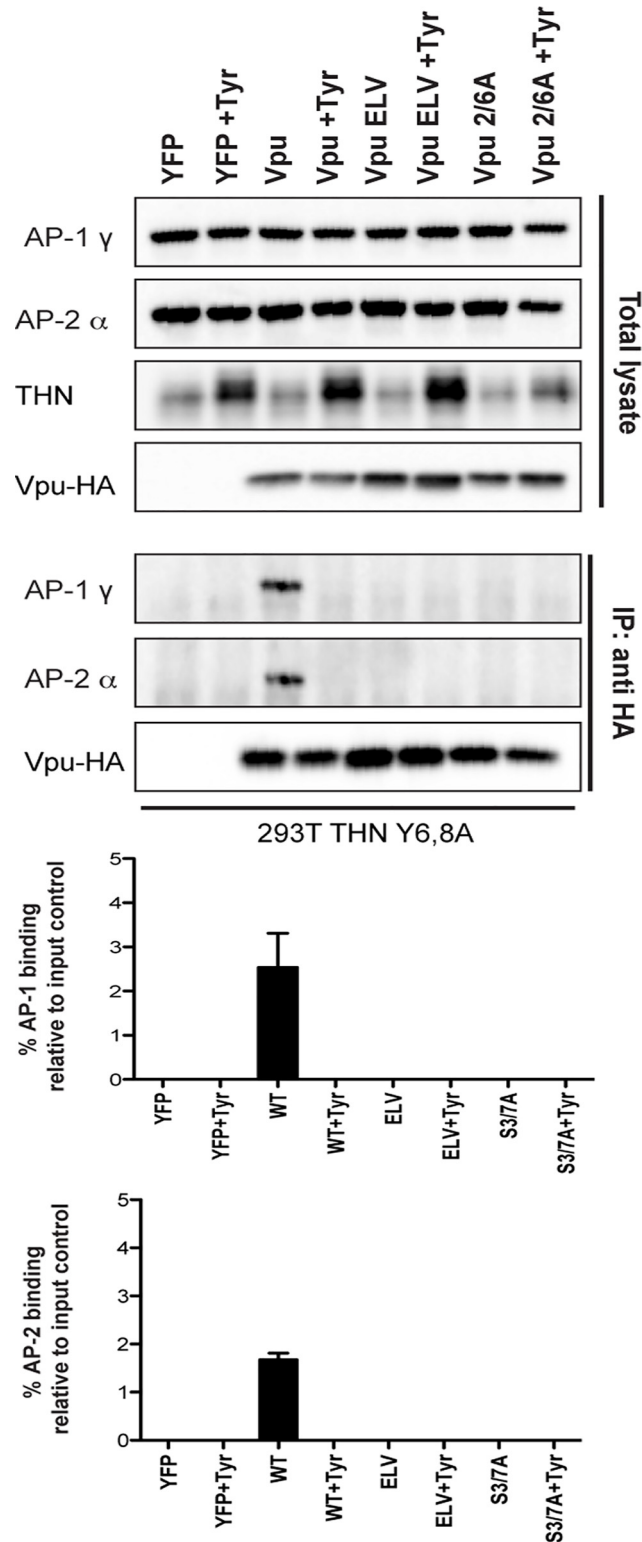 YFP
YFP +Tyr
Vpu
Vpu +Tyr
Vpu ELV
Vpu ELV +Tyr
Vpu 2/6A
Vpu 2/6A +Tyr
AP-1 γ
AP-2 α
THN
Vpu-HA
Total lysate
AP-1 γ
AP-2 α
Vpu-HA
IP: anti HA
293T THN Y6,8A
% AP-1 binding
relative to input control
5
4
3
2
1
0
YFP
YFP+Tyr
WT
WT+Tyr
ELV
ELV+Tyr
S3/7A
S3/7A+Tyr
% AP-2 binding
relative to input control
5
4
3
2
1
0
YFP
YFP+Tyr
WT
WT+Tyr
ELV
ELV+Tyr
S3/7A
S3/7A+Tyr